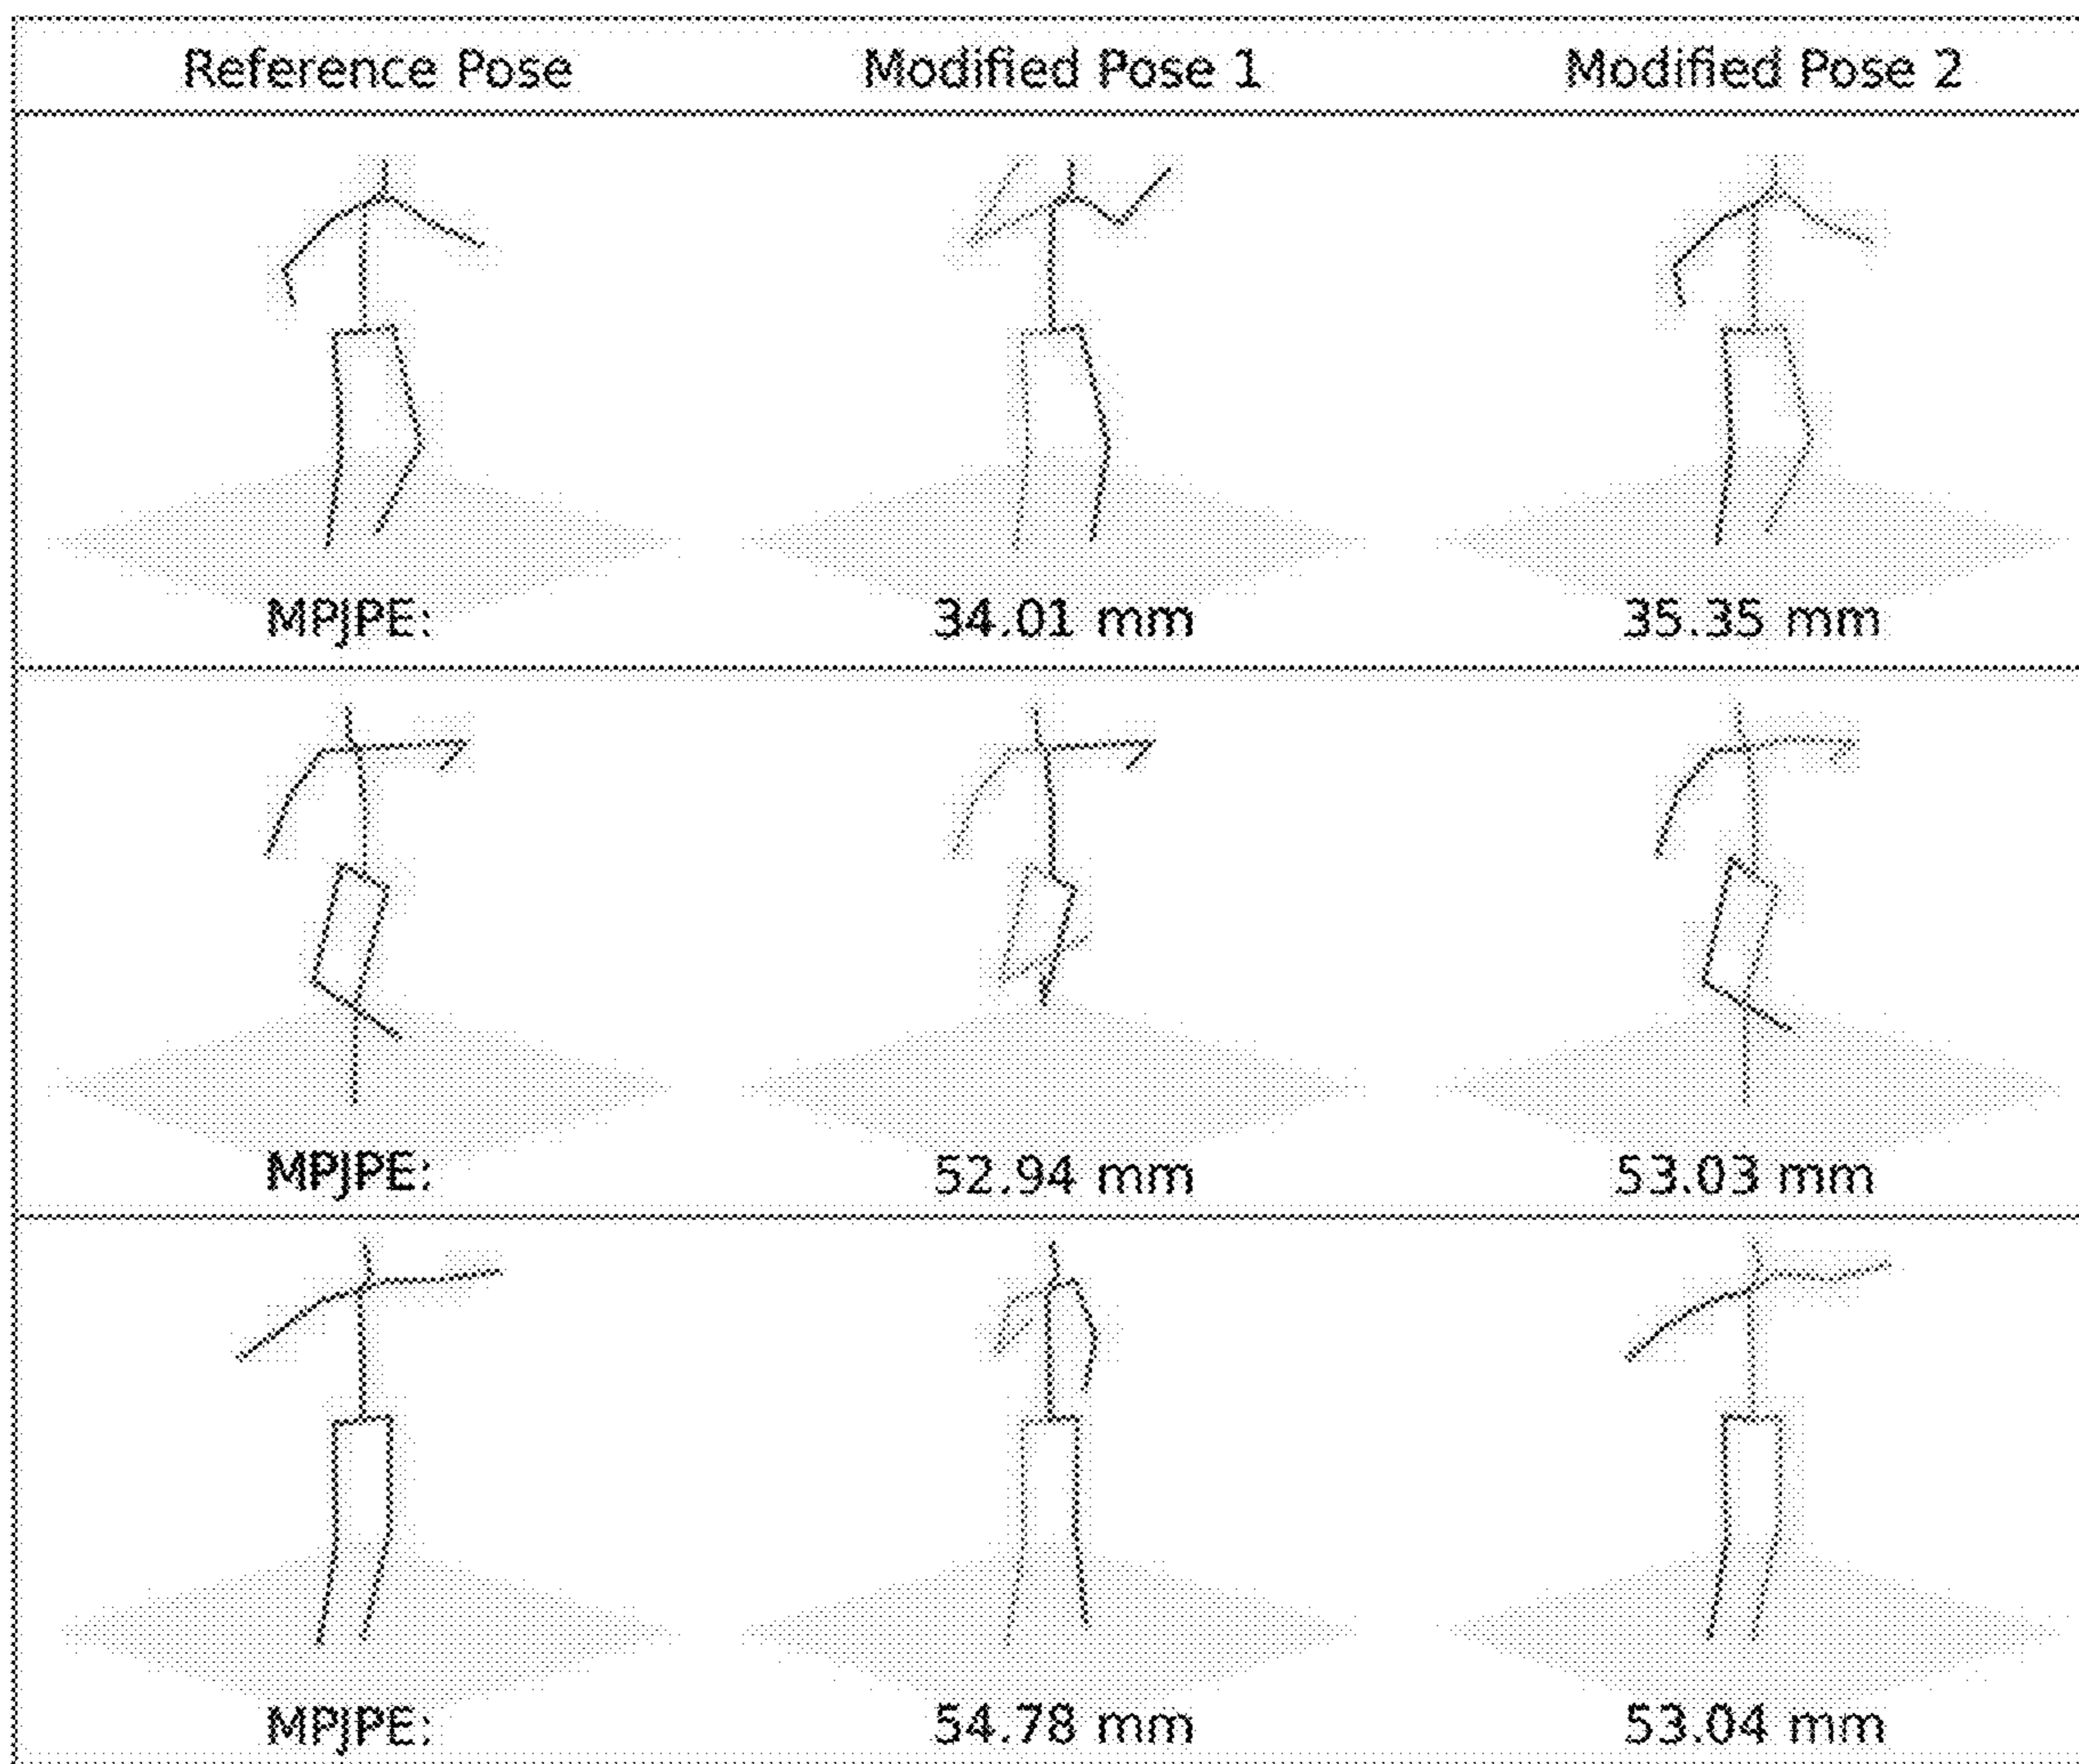 Reference Pose Modified Pose 1 Modified Pose 2
MPJPE: 34.01 mm 35.35 mm
MPJPE: 52.94 mm 53.03 mm
MPJPE: 54.78 mm 53.04 mm